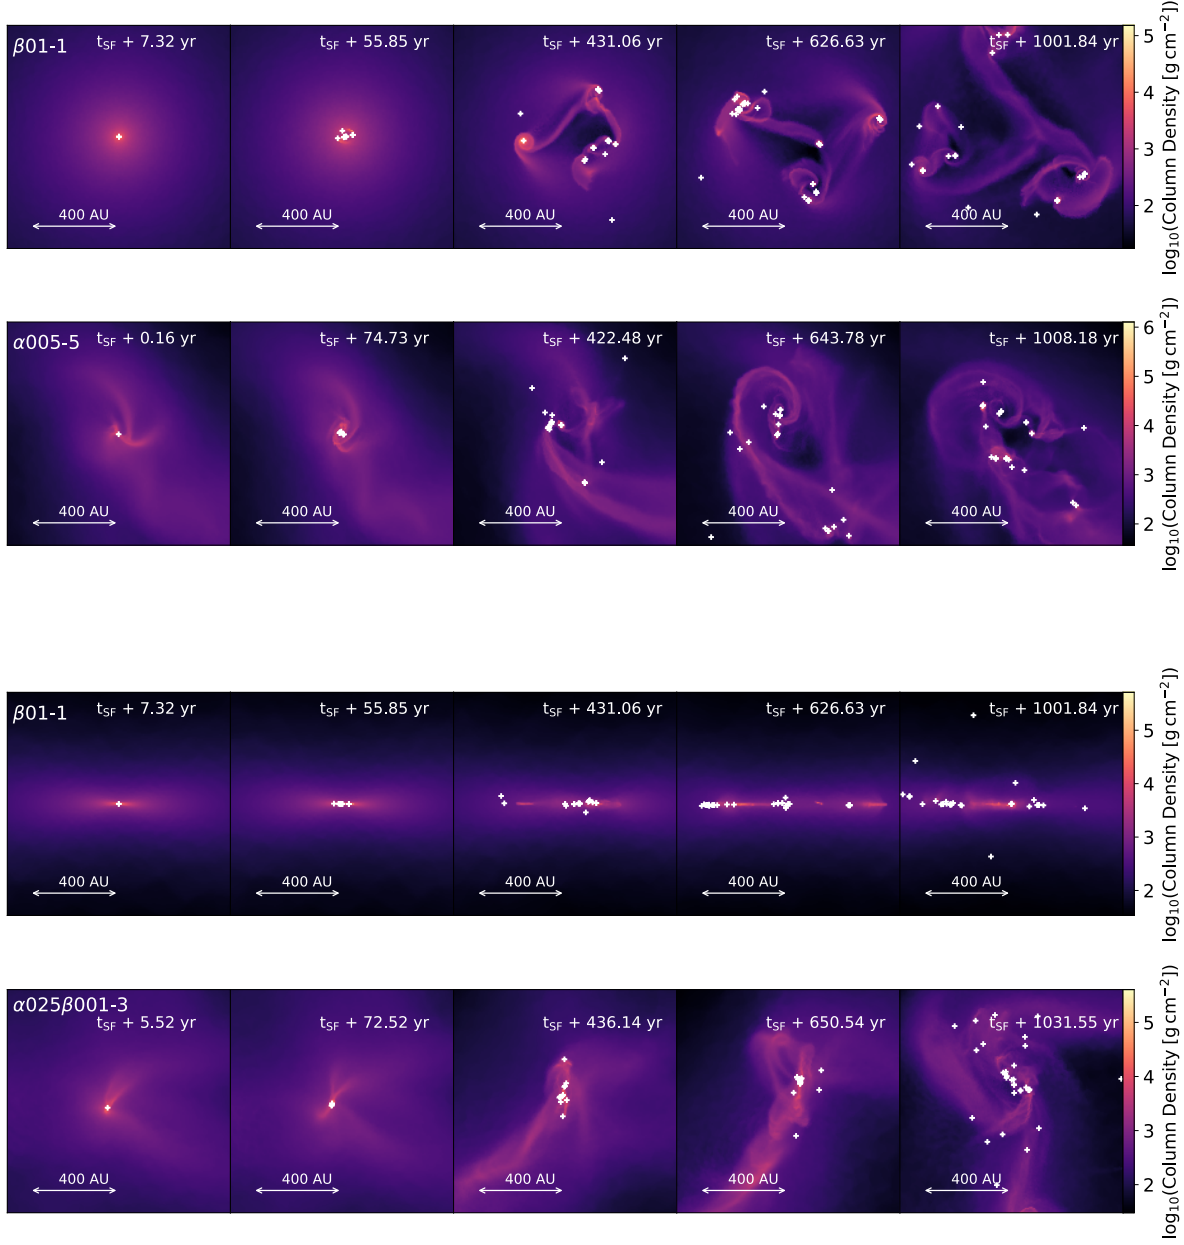 β01-1
t_SF + 7.32 yr
t_SF + 55.85 yr
t_SF + 431.06 yr
t_SF + 626.63 yr
t_SF + 1001.84 yr
400 AU
400 AU
400 AU
400 AU
400 AU
5
4
3
2
log₁₀(Column Density [g cm⁻²])
α005-5
t_SF + 0.16 yr
t_SF + 74.73 yr
t_SF + 422.48 yr
t_SF + 643.78 yr
t_SF + 1008.18 yr
400 AU
400 AU
400 AU
400 AU
400 AU
6
5
4
3
2
log₁₀(Column Density [g cm⁻²])
β01-1
t_SF + 7.32 yr
t_SF + 55.85 yr
t_SF + 431.06 yr
t_SF + 626.63 yr
t_SF + 1001.84 yr
400 AU
400 AU
400 AU
400 AU
400 AU
5
4
3
2
log₁₀(Column Density [g cm⁻²])
α025β001-3
t_SF + 5.52 yr
t_SF + 72.52 yr
t_SF + 436.14 yr
t_SF + 650.54 yr
t_SF + 1031.55 yr
400 AU
400 AU
400 AU
400 AU
400 AU
5
4
3
2
log₁₀(Column Density [g cm⁻²])